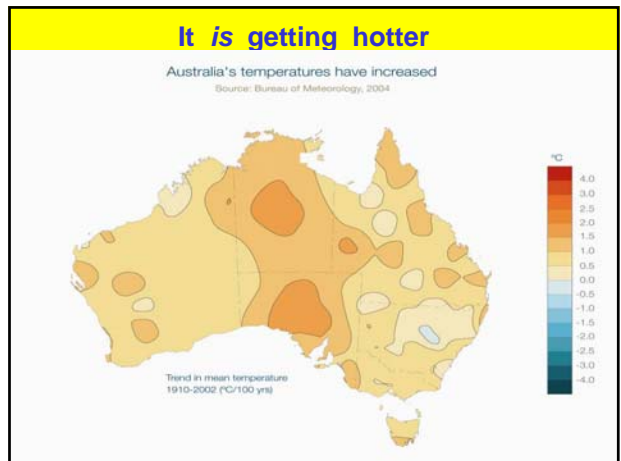 It is getting hotter
Australia's temperatures have increased
Source: Bureau of Meteorology, 2004
ºC
4.0
3.0
2.5
2.0
1.5
1.0
0.5
0.0
-0.5
-1.0
-1.5
-2.0
-2.5
-3.0
-4.0
Trend in mean temperature
1910-2002 (ºC/100 yrs)